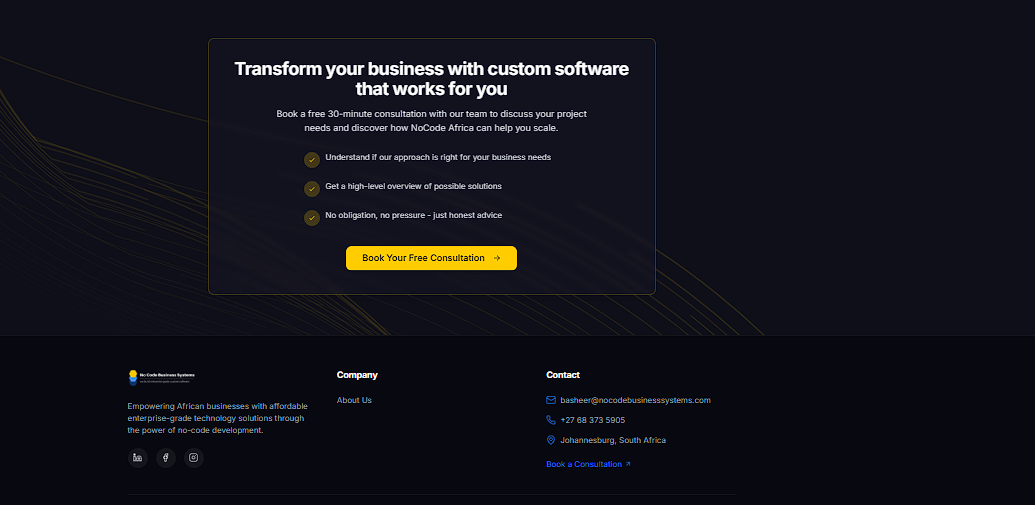 Transform your business with custom software
that works for you
Book a free 30-minute consultation with our team to discuss your project
needs and discover how NoCode Africa can help you scale.
Understand if our approach is right for your business needs
Get a high-level overview of possible solutions
No obligation, no pressure - just honest advice
Book Your Free Consultation
No Code Business Systems
Empowering African businesses with affordable
enterprise-grade technology solutions through
the power of no-code development.
Company
About Us
Contact
basheer@nocodebusinesssystems.com
+27 68 373 5905
Johannesburg, South Africa
Book a Consultation